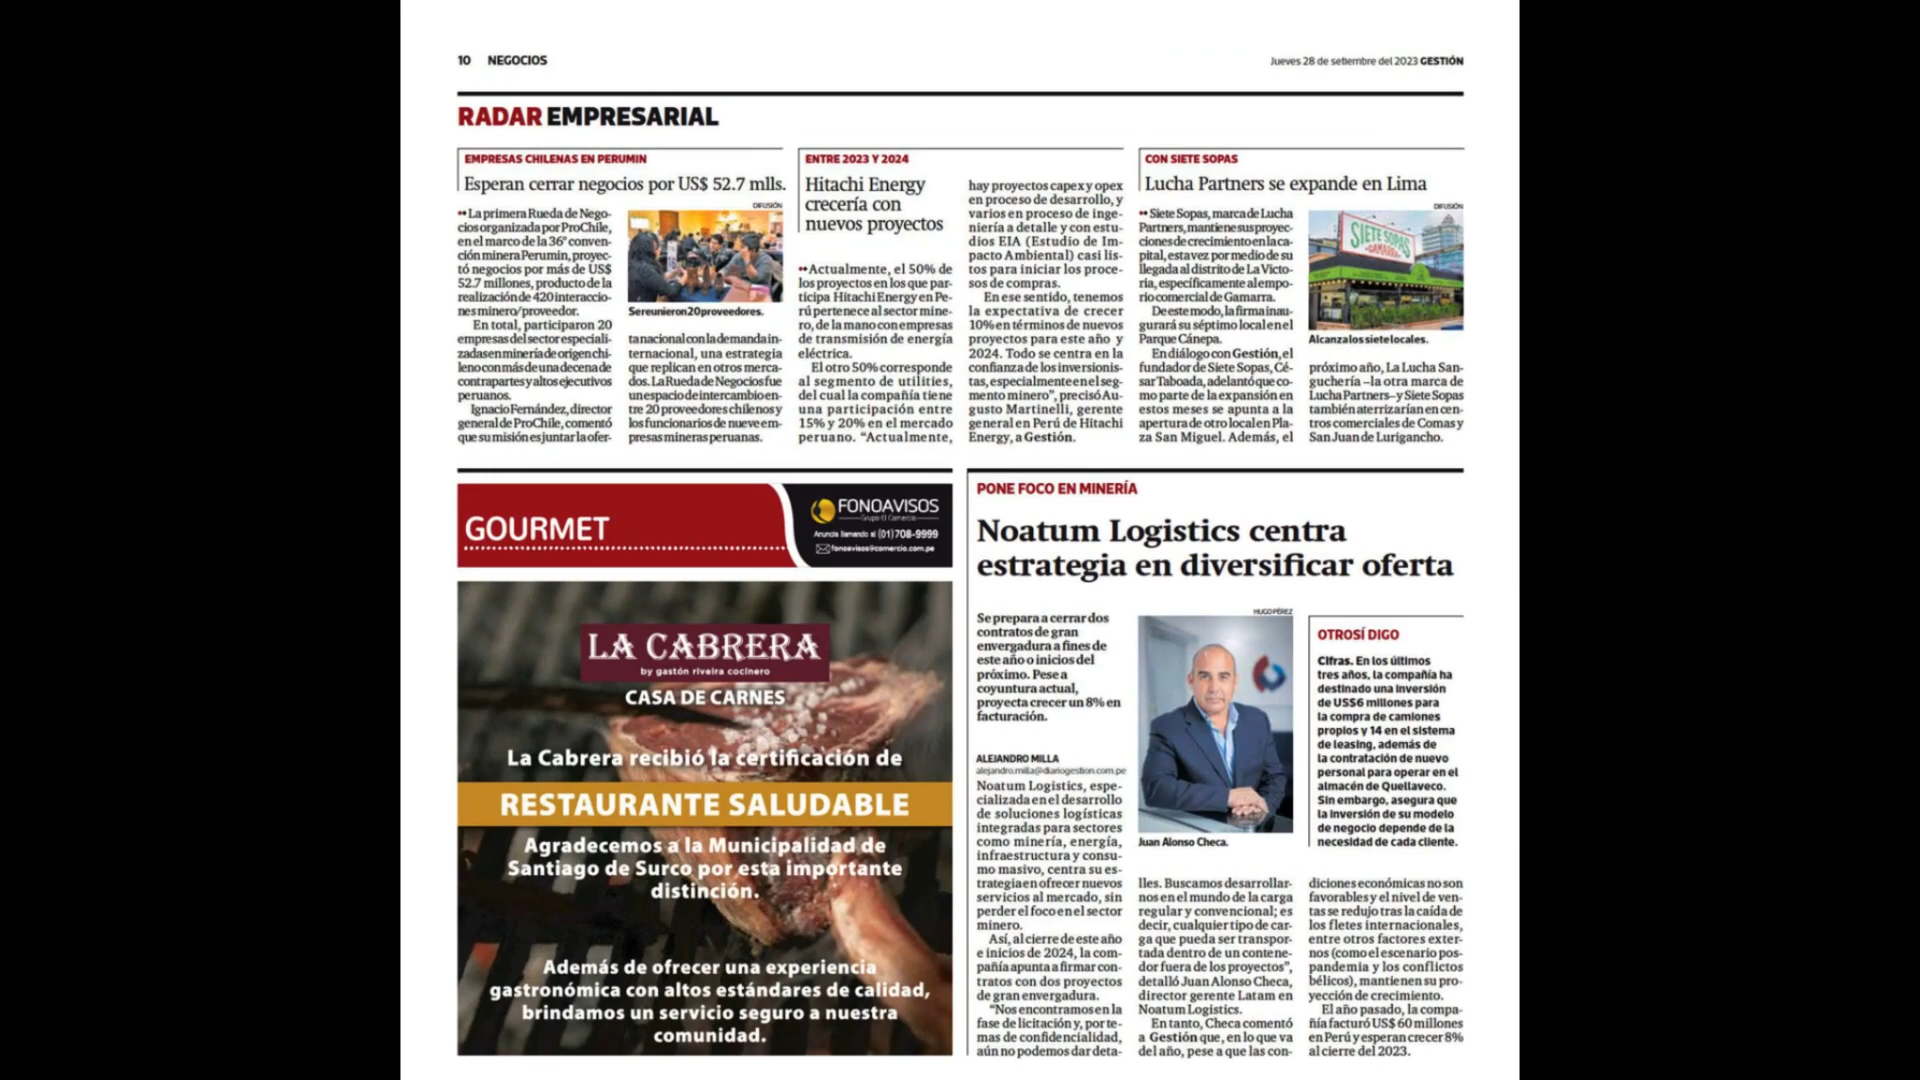 10 NEGOCIOS
Jueves 28 de setiembre del 2023 GESTIÓN
RADAR EMPRESARIAL
EMPRESAS CHILENAS EN PERUMIN
Esperan cerrar negocios por US$ 52.7 mlls.
•• La primera Rueda de Nego-
cios organizada por ProChile,
en el marco de la 36° conven-
ción minera Perumin, proyec-
tó negocios por más de US$
52.7 millones, producto de la
realización de 420 interaccio-
nes minero/proveedor.
En total, participaron 20
empresas del sector especiali-
zadas en minería de origen chi-
leno con más de una decena de
contrapartes y altos ejecutivos
peruanos.
Ignacio Fernández, director
general de ProChile, comentó
que su misión es juntar la ofer-
DIFUSIÓN
Se reunieron 20 proveedores.
ta nacional con la demanda in-
ternacional, una estrategia
que replican en otros merca-
dos. La Rueda de Negocios fue
un espacio de intercambio en-
tre 20 proveedores chilenos y
los funcionarios de nueve em-
presas mineras peruanas.
ENTRE 2023 Y 2024
Hitachi Energy
crecería con
nuevos proyectos
•• Actualmente, el 50% de
los proyectos en los que par-
ticipa Hitachi Energy en Pe-
rú pertenece al sector mine-
ro, de la mano con empresas
de transmisión de energía
eléctrica.
El otro 50% corresponde
al segmento de utilities,
del cual la compañía tiene
una participación entre
15% y 20% en el mercado
peruano. “Actualmente,
hay proyectos capex y opex
en proceso de desarrollo, y
varios en proceso de inge-
niería a detalle y con estu-
dios EIA (Estudio de Im-
pacto Ambiental) casi lis-
tos para iniciar los proce-
sos de compras.
En ese sentido, tenemos
la expectativa de crecer
10% en términos de nuevos
proyectos para este año y
2024. Todo se centra en la
confianza de los inversionis-
tas, especialmente en el seg-
mento minero”, precisó Au-
gusto Martinelli, gerente
general en Perú de Hitachi
Energy, a Gestión.
CON SIETE SOPAS
Lucha Partners se expande en Lima
•• Siete Sopas, marca de Lucha
Partners, mantiene sus proyec-
ciones de crecimiento en la ca-
pital, esta vez por medio de su
llegada al distrito de La Victo-
ria, específicamente al empo-
rio comercial de Gamarra.
De este modo, la firma inau-
gurará su séptimo local en el
Parque Cánepa.
En diálogo con Gestión, el
fundador de Siete Sopas, Cé-
sar Taboada, adelantó que co-
mo parte de la expansión en
estos meses se apunta a la
apertura de otro local en Pla-
za San Miguel. Además, el
DIFUSIÓN
SIETE SOPAS
GAMARRA
Alcanza los siete locales.
próximo año, La Lucha San-
guchería –la otra marca de
Lucha Partners– y Siete Sopas
también aterrizarían en cen-
tros comerciales de Comas y
San Juan de Lurigancho.
GOURMET
FONOAVISOS
Grupo El Comercio
Anuncia llamando al (01) 708-9999
fonoavisos@comercio.com.pe
LA CABRERA
by gastón riveira cocinero
CASA DE CARNES
La Cabrera recibió la certificación de
RESTAURANTE SALUDABLE
Agradecemos a la Municipalidad de
Santiago de Surco por esta importante
distinción.
Además de ofrecer una experiencia
gastronómica con altos estándares de calidad,
brindamos un servicio seguro a nuestra
comunidad.
PONE FOCO EN MINERÍA
Noatum Logistics centra
estrategia en diversificar oferta
Se prepara a cerrar dos
contratos de gran
envergadura a fines de
este año o inicios del
próximo. Pese a
coyuntura actual,
proyecta crecer un 8% en
facturación.
ALEJANDRO MILLA
alejandro.milla@diariogestion.com.pe
Noatum Logistics, espe-
cializada en el desarrollo
de soluciones logísticas
integradas para sectores
como minería, energía,
infraestructura y consu-
mo masivo, centra su es-
trategia en ofrecer nuevos
servicios al mercado, sin
perder el foco en el sector
minero.
Así, al cierre de este año
e inicios de 2024, la com-
pañía apunta a firmar con-
tratos con dos proyectos
de gran envergadura.
“Nos encontramos en la
fase de licitación y, por te-
mas de confidencialidad,
aún no podemos dar deta-
HUGO PÉREZ
Juan Alonso Checa.
lles. Buscamos desarrollar-
nos en el mundo de la carga
regular y convencional; es
decir, cualquier tipo de car-
ga que pueda ser transpor-
tada dentro de un contene-
dor fuera de los proyectos”,
detalló Juan Alonso Checa,
director gerente Latam en
Noatum Logistics.
En tanto, Checa comentó
a Gestión que, en lo que va
del año, pese a que las con-
OTROSÍ DIGO
Cifras. En los últimos
tres años, la compañía ha
destinado una inversión
de US$6 millones para
la compra de camiones
propios y 14 en el sistema
de leasing, además de
la contratación de nuevo
personal para operar en el
almacén de Quellaveco.
Sin embargo, asegura que
la inversión de su modelo
de negocio depende de la
necesidad de cada cliente.
diciones económicas no son
favorables y el nivel de ven-
tas se redujo tras la caída de
los fletes internacionales,
entre otros factores exter-
nos (como el escenario pos-
pandemia y los conflictos
bélicos), mantienen su pro-
yección de crecimiento.
El año pasado, la compa-
ñía facturó US$ 60 millones
en Perú y esperan crecer 8%
al cierre del 2023.